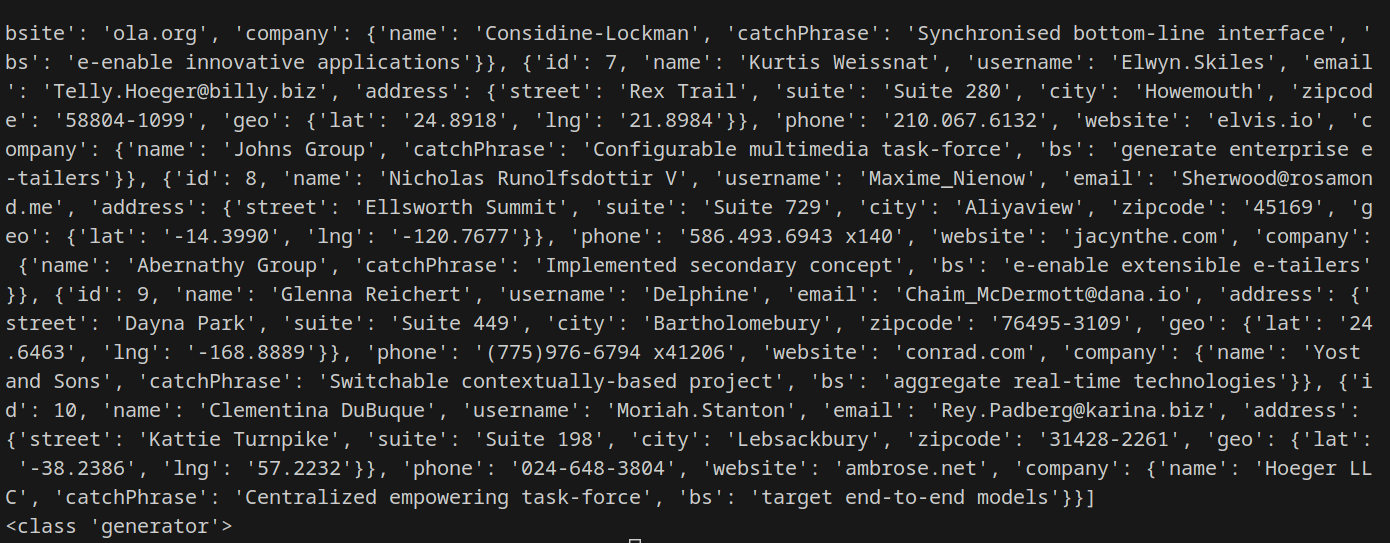 bsite': 'ola.org', 'company': {'name': 'Considine-Lockman', 'catchPhrase': 'Synchronised bottom-line interface', '
bs': 'e-enable innovative applications'}}, {'id': 7, 'name': 'Kurtis Weissnat', 'username': 'Elwyn.Skiles', 'email
': 'Telly.Hoeger@billy.biz', 'address': {'street': 'Rex Trail', 'suite': 'Suite 280', 'city': 'Howemouth', 'zipcod
e': '58804-1099', 'geo': {'lat': '24.8918', 'lng': '21.8984'}}, 'phone': '210.067.6132', 'website': 'elvis.io', 'c
ompany': {'name': 'Johns Group', 'catchPhrase': 'Configurable multimedia task-force', 'bs': 'generate enterprise e
-tailers'}}, {'id': 8, 'name': 'Nicholas Runolfsdottir V', 'username': 'Maxime_Nienow', 'email': 'Sherwood@rosamon
d.me', 'address': {'street': 'Ellsworth Summit', 'suite': 'Suite 729', 'city': 'Aliyaview', 'zipcode': '45169', 'g
eo': {'lat': '-14.3990', 'lng': '-120.7677'}}, 'phone': '586.493.6943 x140', 'website': 'jacynthe.com', 'company':
 {'name': 'Abernathy Group', 'catchPhrase': 'Implemented secondary concept', 'bs': 'e-enable extensible e-tailers'
}}, {'id': 9, 'name': 'Glenna Reichert', 'username': 'Delphine', 'email': 'Chaim_McDermott@dana.io', 'address': {'
street': 'Dayna Park', 'suite': 'Suite 449', 'city': 'Bartholomebury', 'zipcode': '76495-3109', 'geo': {'lat': '24
.6463', 'lng': '-168.8889'}}, 'phone': '(775)976-6794 x41206', 'website': 'conrad.com', 'company': {'name': 'Yost
and Sons', 'catchPhrase': 'Switchable contextually-based project', 'bs': 'aggregate real-time technologies'}}, {'i
d': 10, 'name': 'Clementina DuBuque', 'username': 'Moriah.Stanton', 'email': 'Rey.Padberg@karina.biz', 'address':
{'street': 'Kattie Turnpike', 'suite': 'Suite 198', 'city': 'Lebsackbury', 'zipcode': '31428-2261', 'geo': {'lat':
 '-38.2386', 'lng': '57.2232'}}, 'phone': '024-648-3804', 'website': 'ambrose.net', 'company': {'name': 'Hoeger LL
C', 'catchPhrase': 'Centralized empowering task-force', 'bs': 'target end-to-end models'}}]
<class 'generator'>